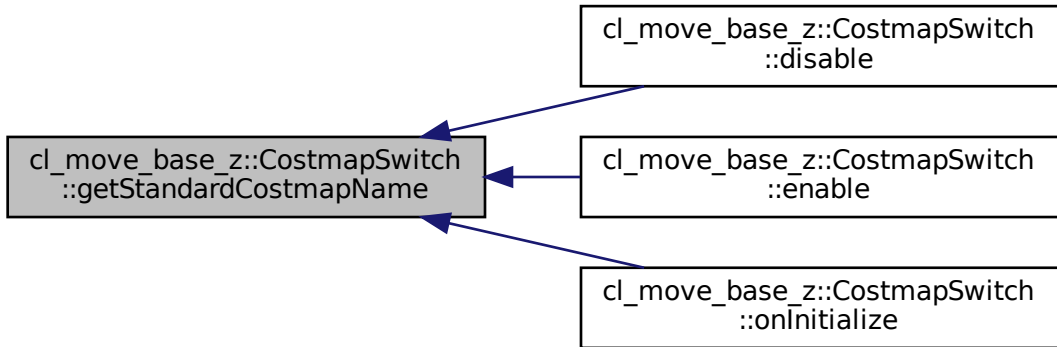 cl_move_base_z::CostmapSwitch
::getStandardCostmapName
cl_move_base_z::CostmapSwitch
::disable
cl_move_base_z::CostmapSwitch
::enable
cl_move_base_z::CostmapSwitch
::onInitialize